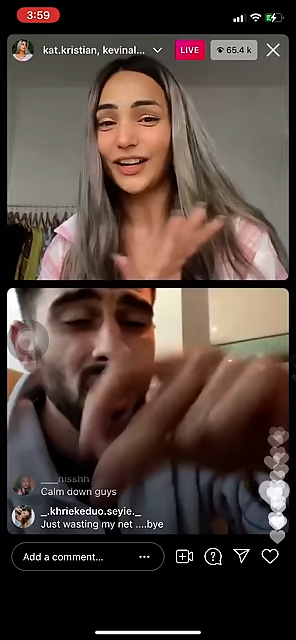 3:59
kat.kristian, kevinal...
LIVE
65.4 k
___nisshh
Calm down guys
_.khriekeduo.seyie._
Just wasting my net ....bye
Add a comment...